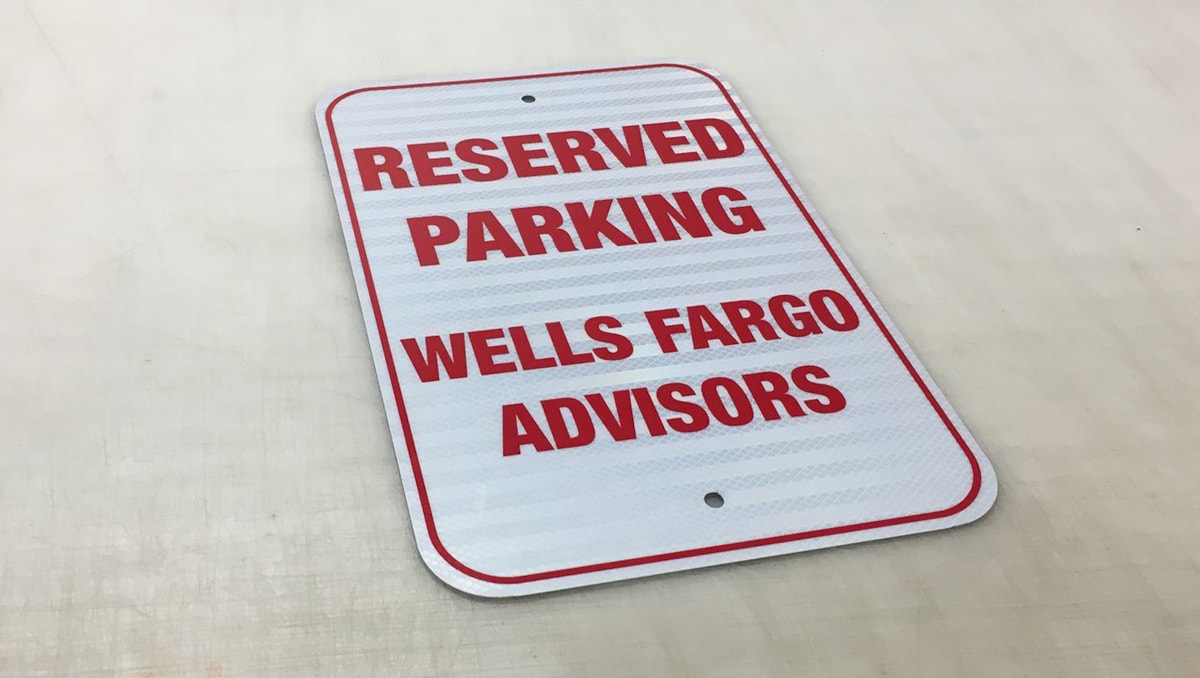 RESERVED
PARKING
WELLS FARGO
ADVISORS